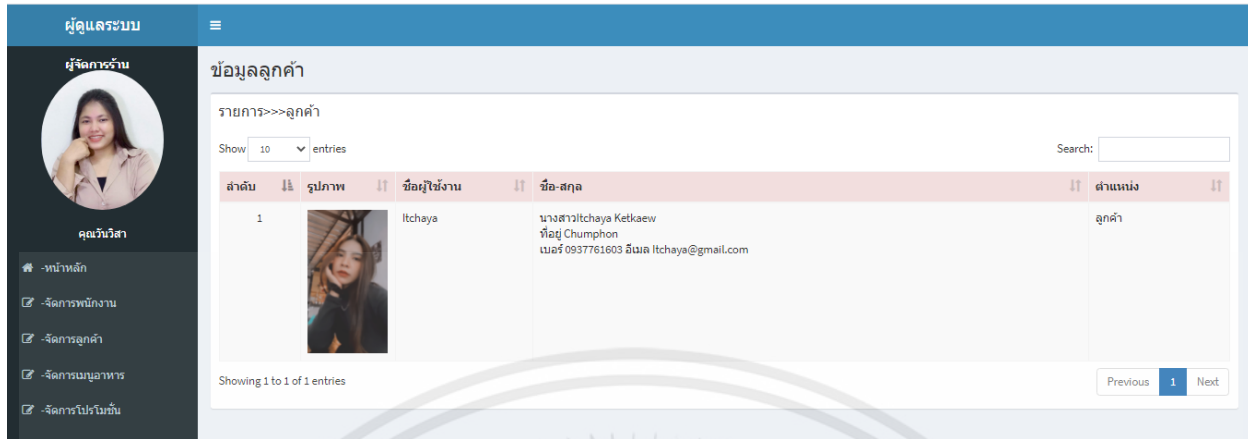 ผู้ดูแลระบบ
ผู้จัดการร้าน
คุณวันวิสา
-หน้าหลัก
-จัดการพนักงาน
-จัดการลูกค้า
-จัดการเมนูอาหาร
-จัดการโปรโมชั่น
ข้อมูลลูกค้า
รายการ>>>ลูกค้า
Show 10 entries Search:
ลำดับ รูปภาพ ชื่อผู้ใช้งาน ชื่อ-สกุล ตำแหน่ง
1 Itchaya นางสาวItchaya Ketkaew ลูกค้า
ที่อยู่ Chumphon
เบอร์ 0937761603 อีเมล Itchaya@gmail.com
Showing 1 to 1 of 1 entries Previous 1 Next